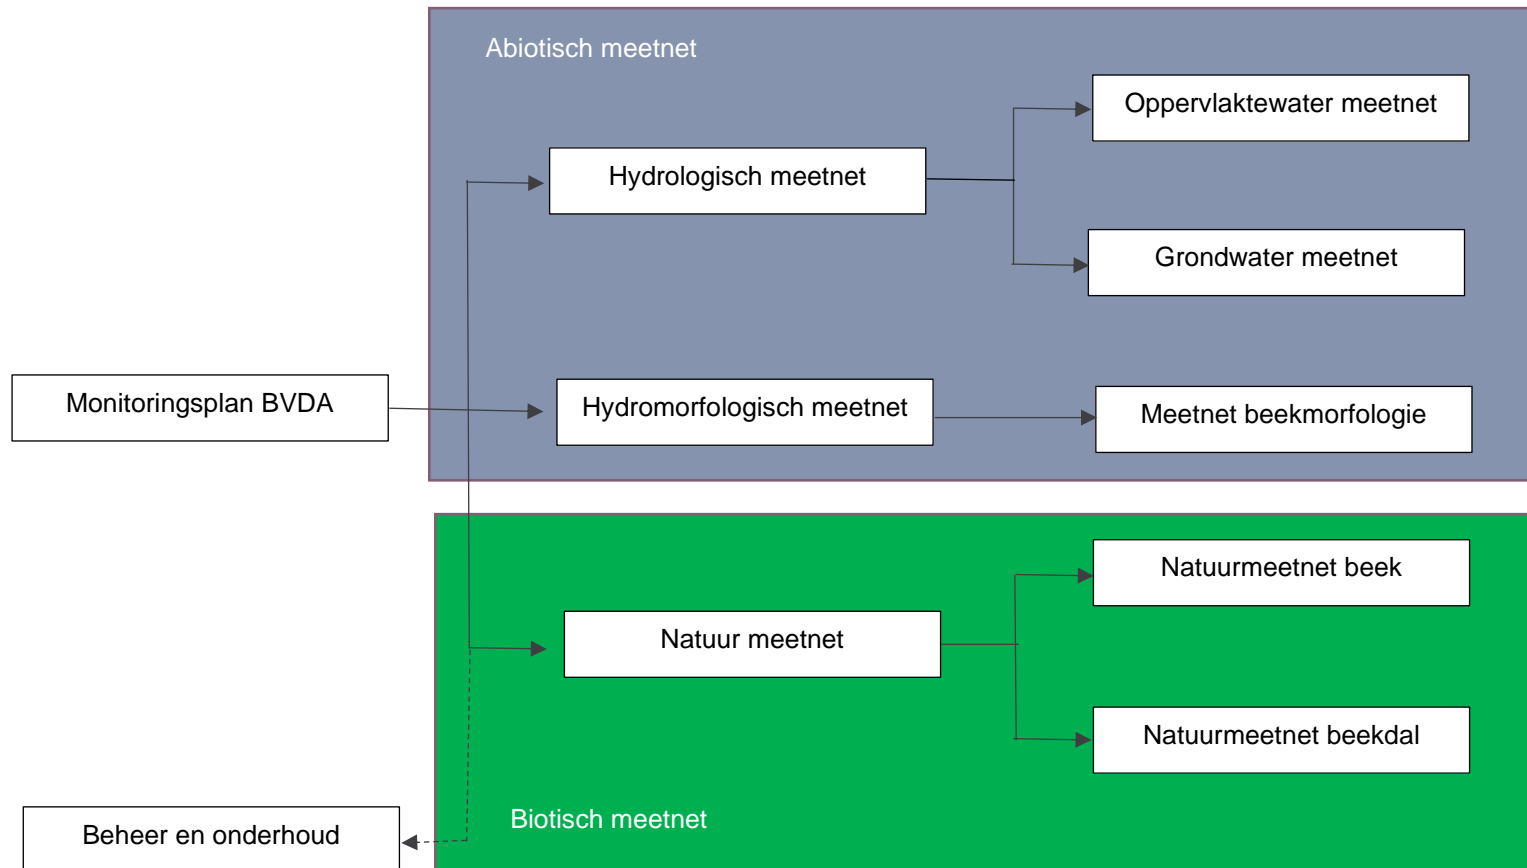 Abiotisch meetnet
Oppervlaktewater meetnet
Hydrologisch meetnet
Grondwater meetnet
Monitoringsplan BVDA
Hydromorfologisch meetnet
Meetnet beekmorfologie
Natuurmeetnet beek
Natuur meetnet
Natuurmeetnet beekdal
Biotisch meetnet
Beheer en onderhoud